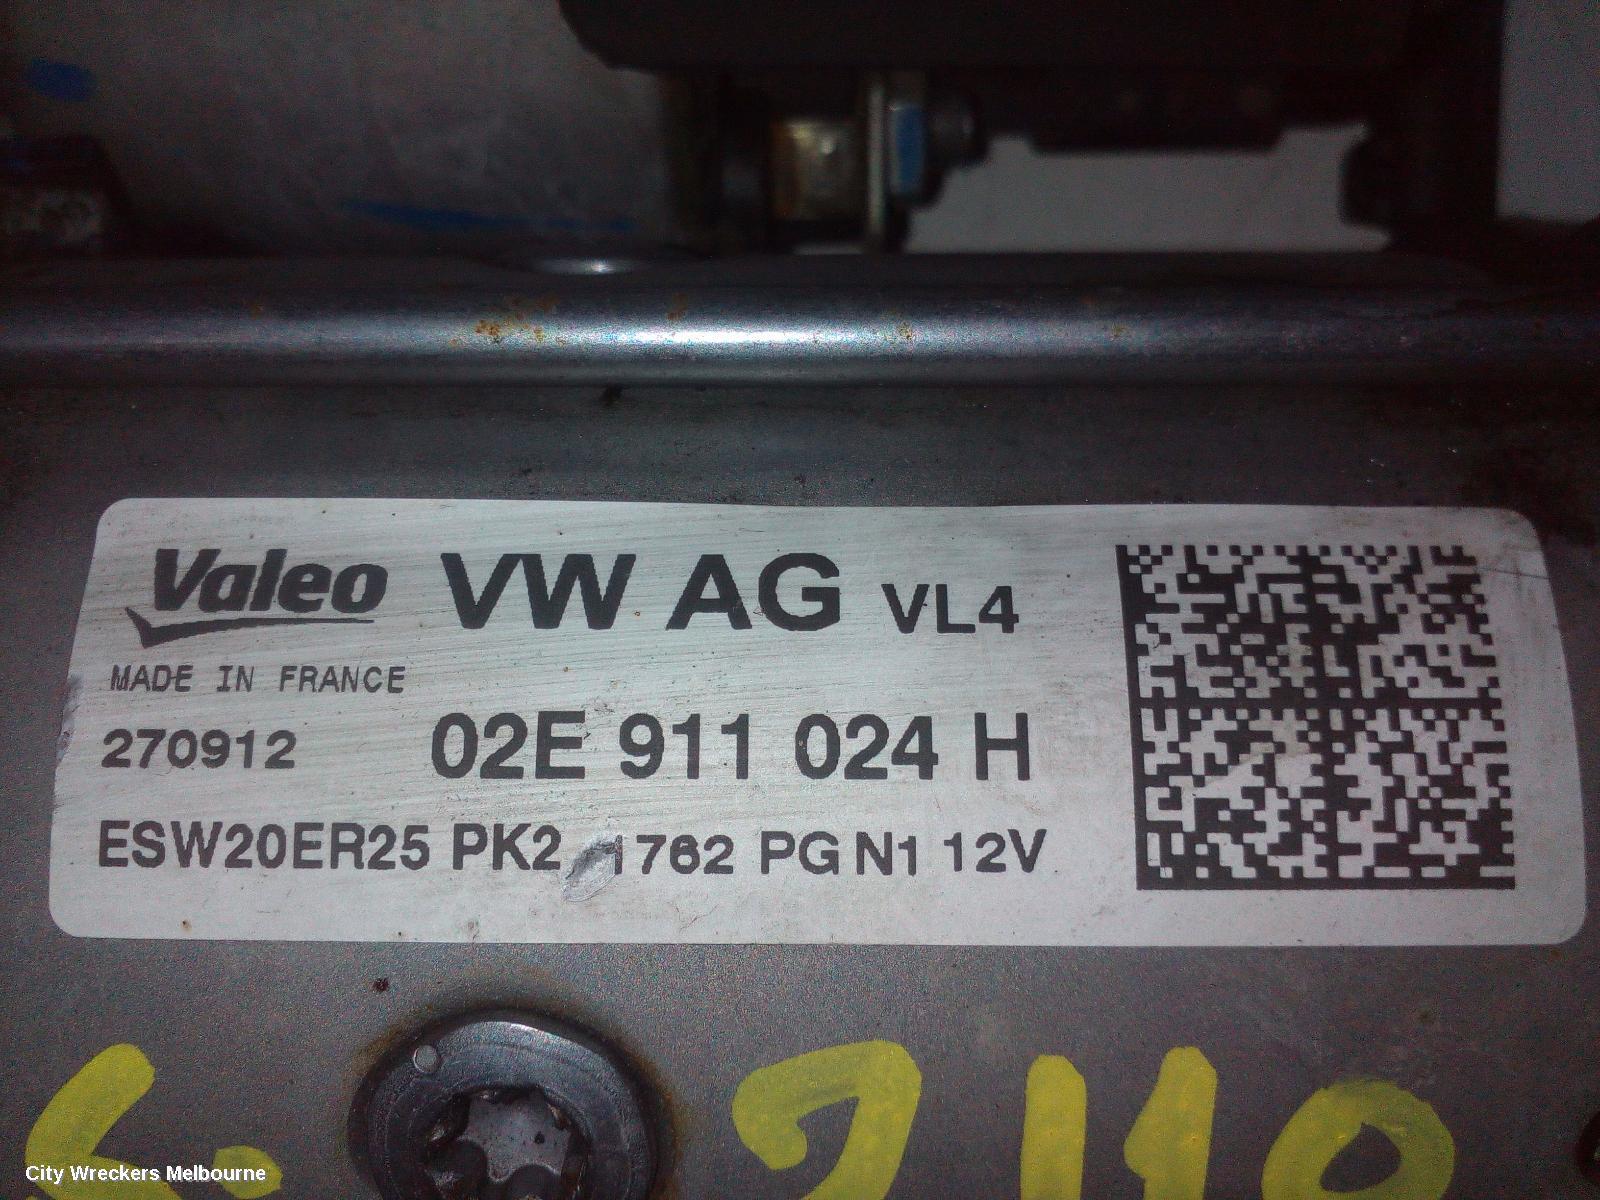 Valeo VW AG VL4
MADE IN FRANCE
270912 02E 911 024 H
ESW20ER25 PK2 1762 PG N1 12V
City Wreckers Melbourne